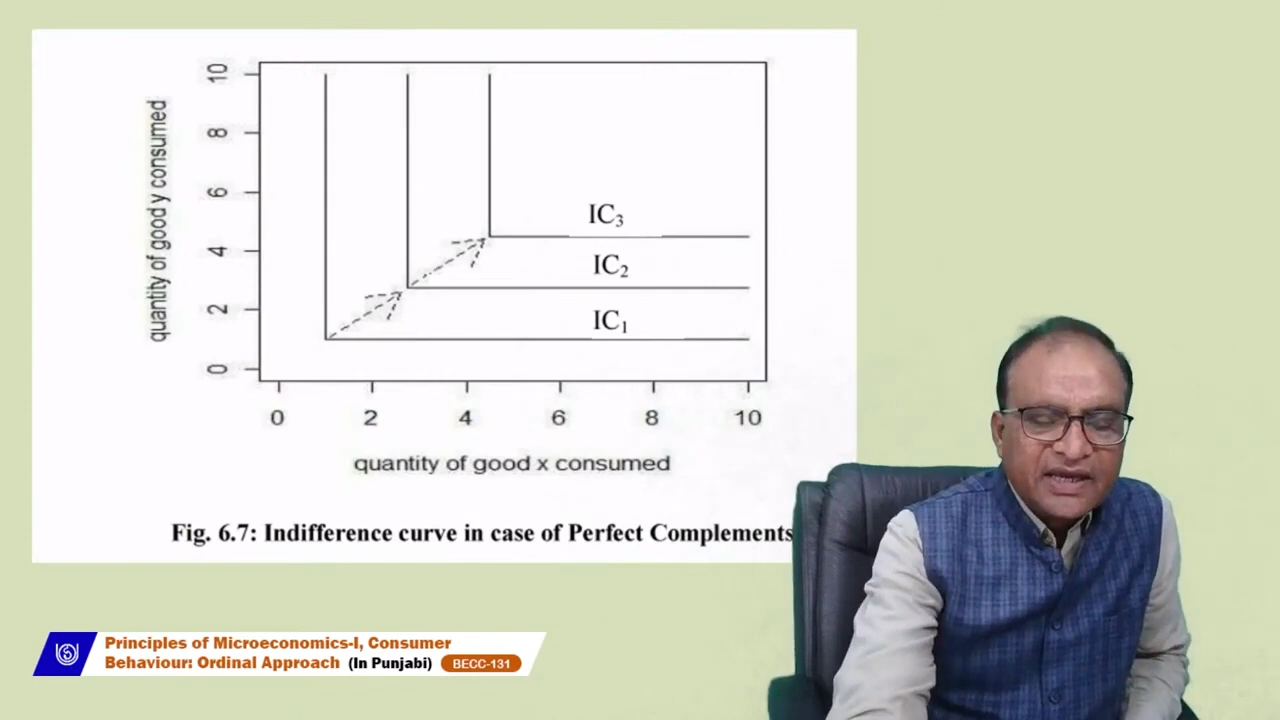 quantity of good y consumed
0 2 4 6 8 10
IC₃
IC₂
IC₁
0 2 4 6 8 10
quantity of good x consumed
Fig. 6.7: Indifference curve in case of Perfect Complements
Principles of Microeconomics-I, Consumer
Behaviour: Ordinal Approach (In Punjabi) BECC-131